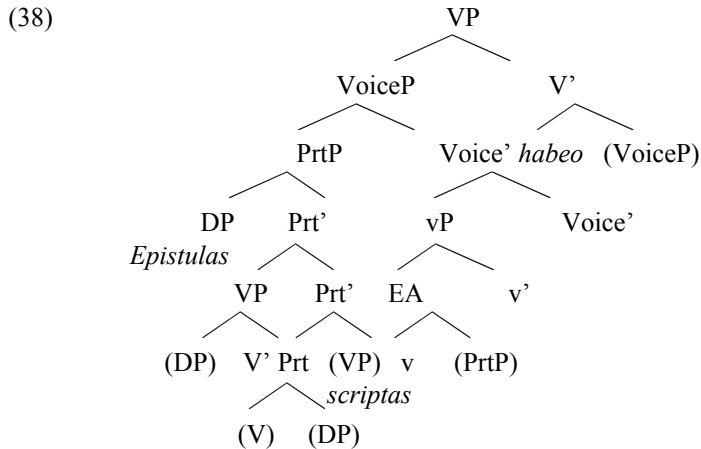 (38) VP
VoiceP V’
PrtP Voice’ habeo (VoiceP)
DP Prt’ vP Voice’
Epistulas
VP Prt’ EA v’
(DP) V’ Prt (VP) v (PrtP)
scriptas
(V) (DP)